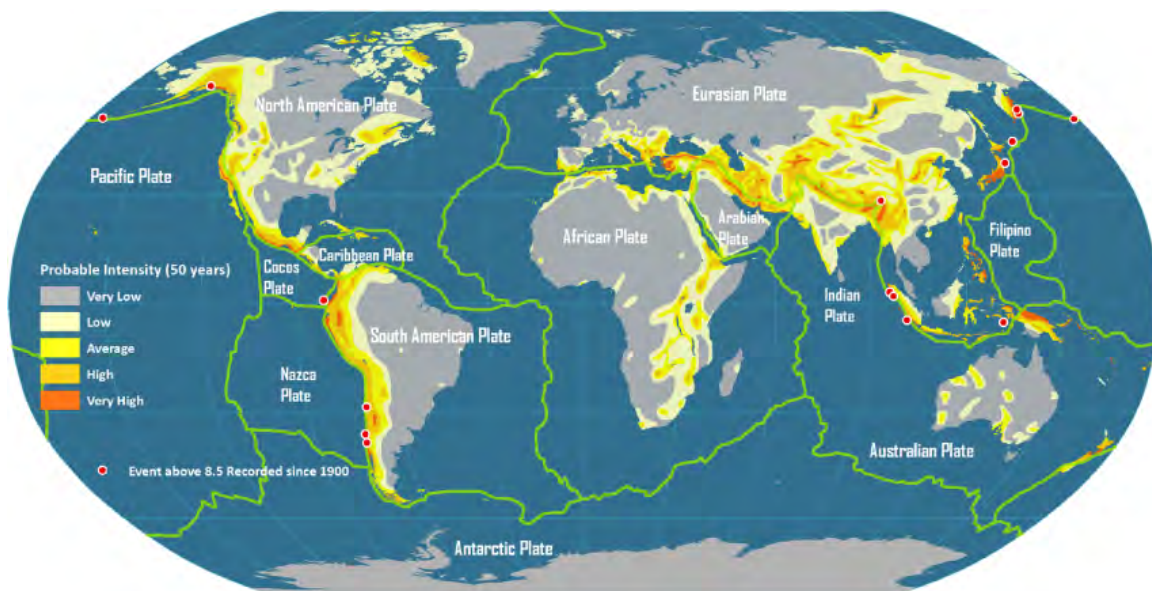 Eurasian Plate
North American Plate
Pacific Plate
Arabian
Plate
African Plate
Filipino
Plate
Caribbean Plate
Cocos
Plate
Probable Intensity (50 years)
Very Low
Low
Average
High
Very High
Indian
Plate
South American Plate
Nazca
Plate
Australian Plate
Event above 8.5 Recorded since 1900
Antarctic Plate